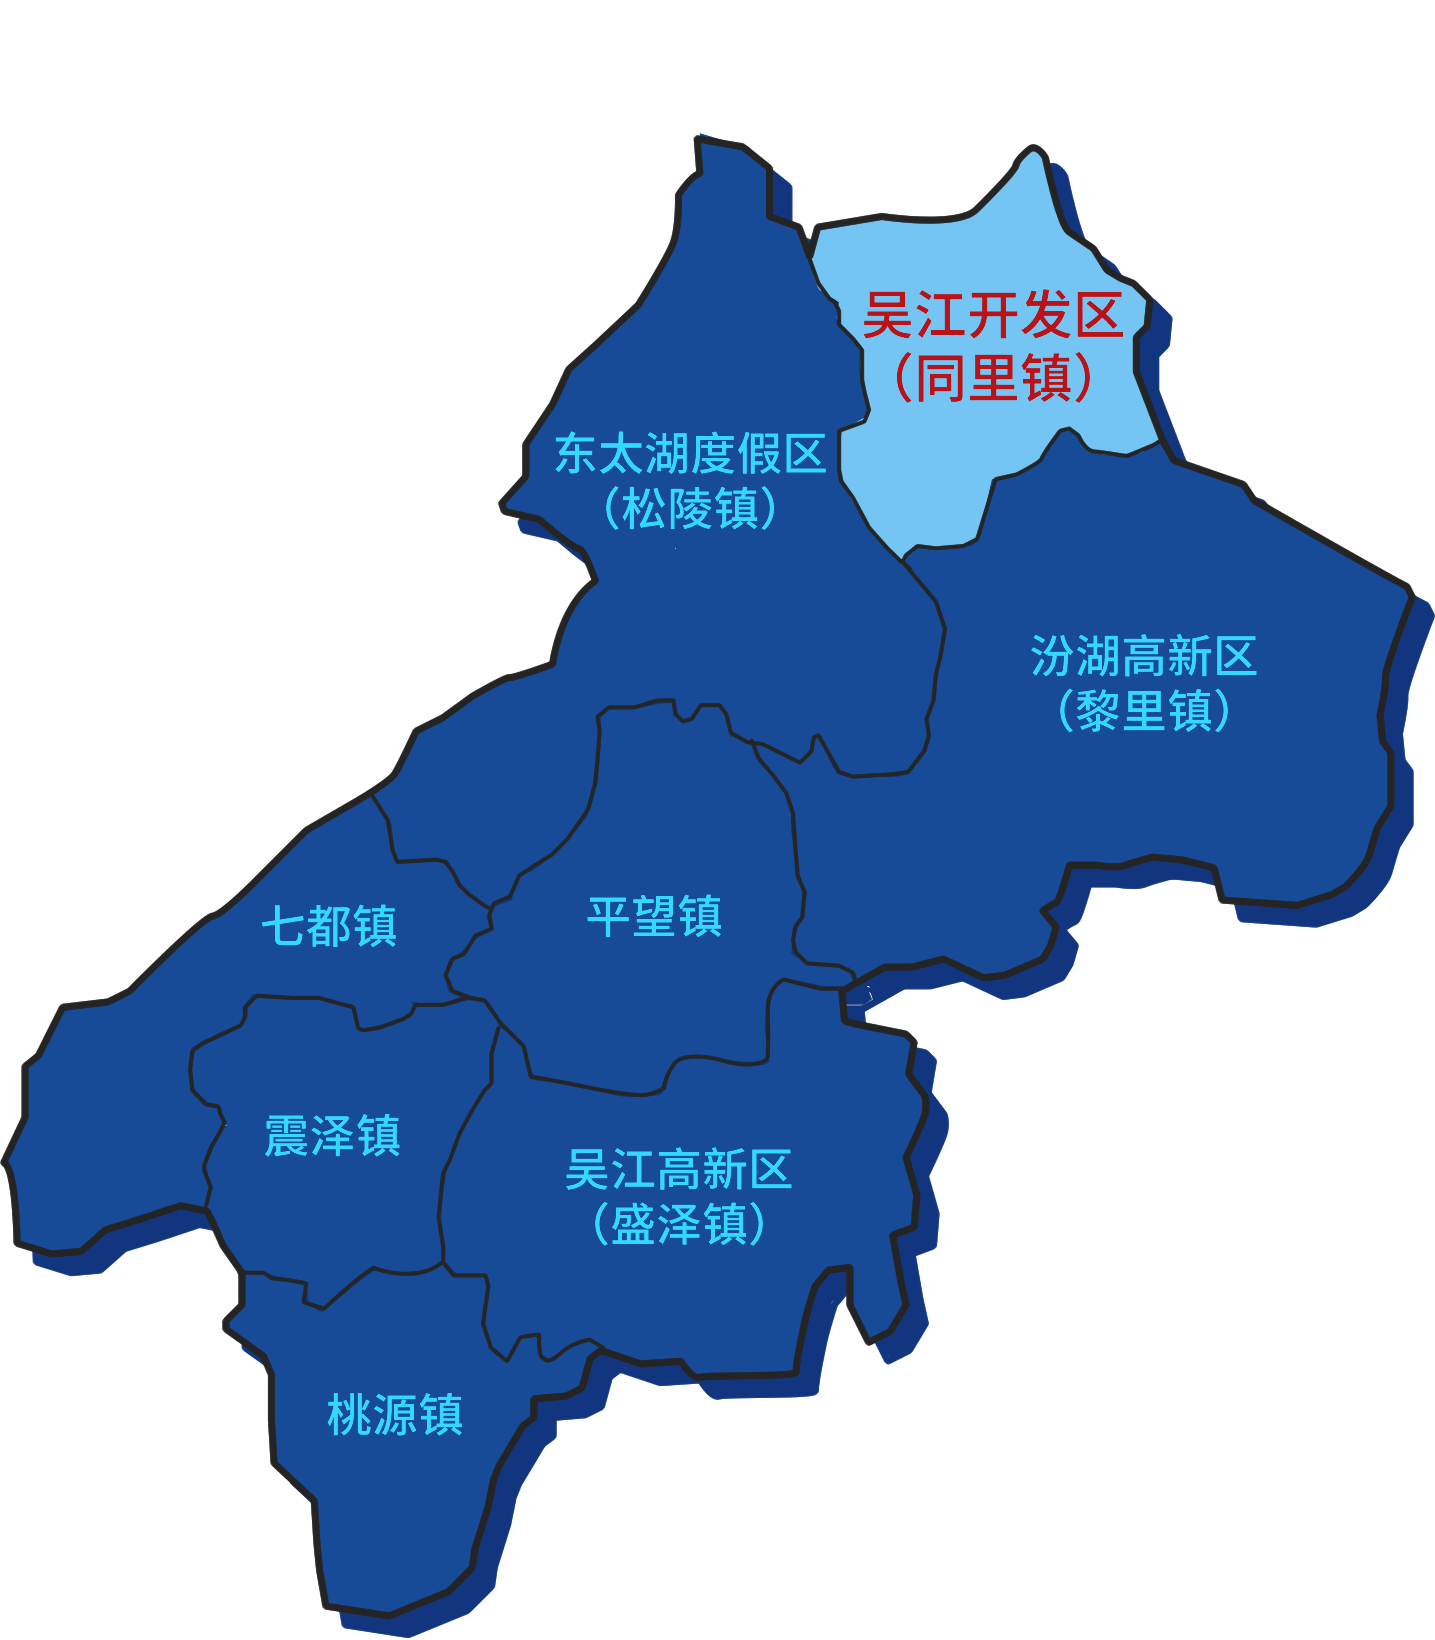 吴江开发区
（同里镇）
东太湖度假区
（松陵镇）
汾湖高新区
（黎里镇）
七都镇
平望镇
震泽镇
吴江高新区
（盛泽镇）
桃源镇